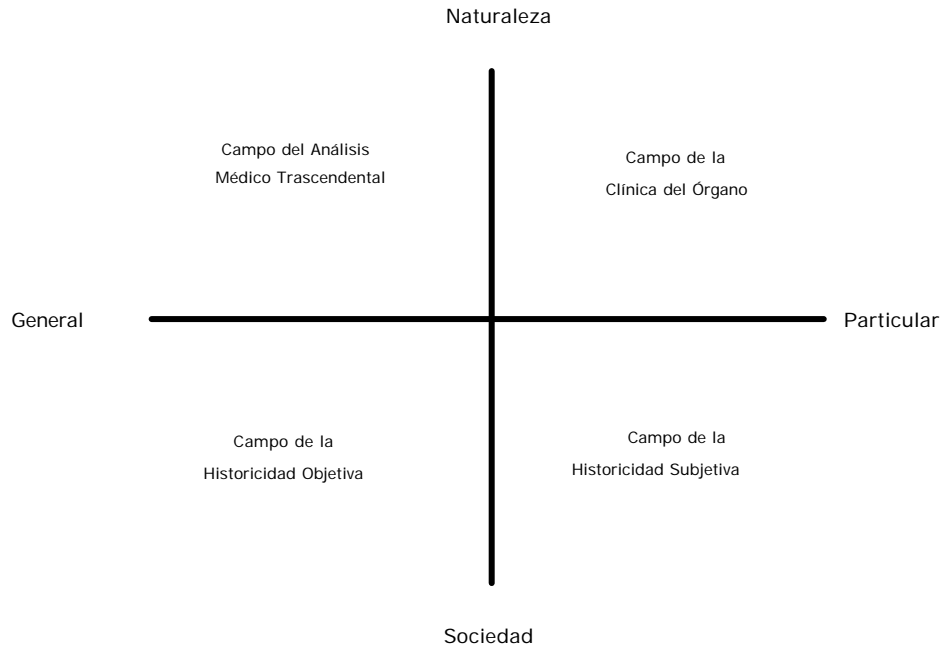 Naturaleza
Campo del Análisis
Médico Trascendental
Campo de la
Clínica del Órgano
General
Particular
Campo de la
Historicidad Objetiva
Campo de la
Historicidad Subjetiva
Sociedad